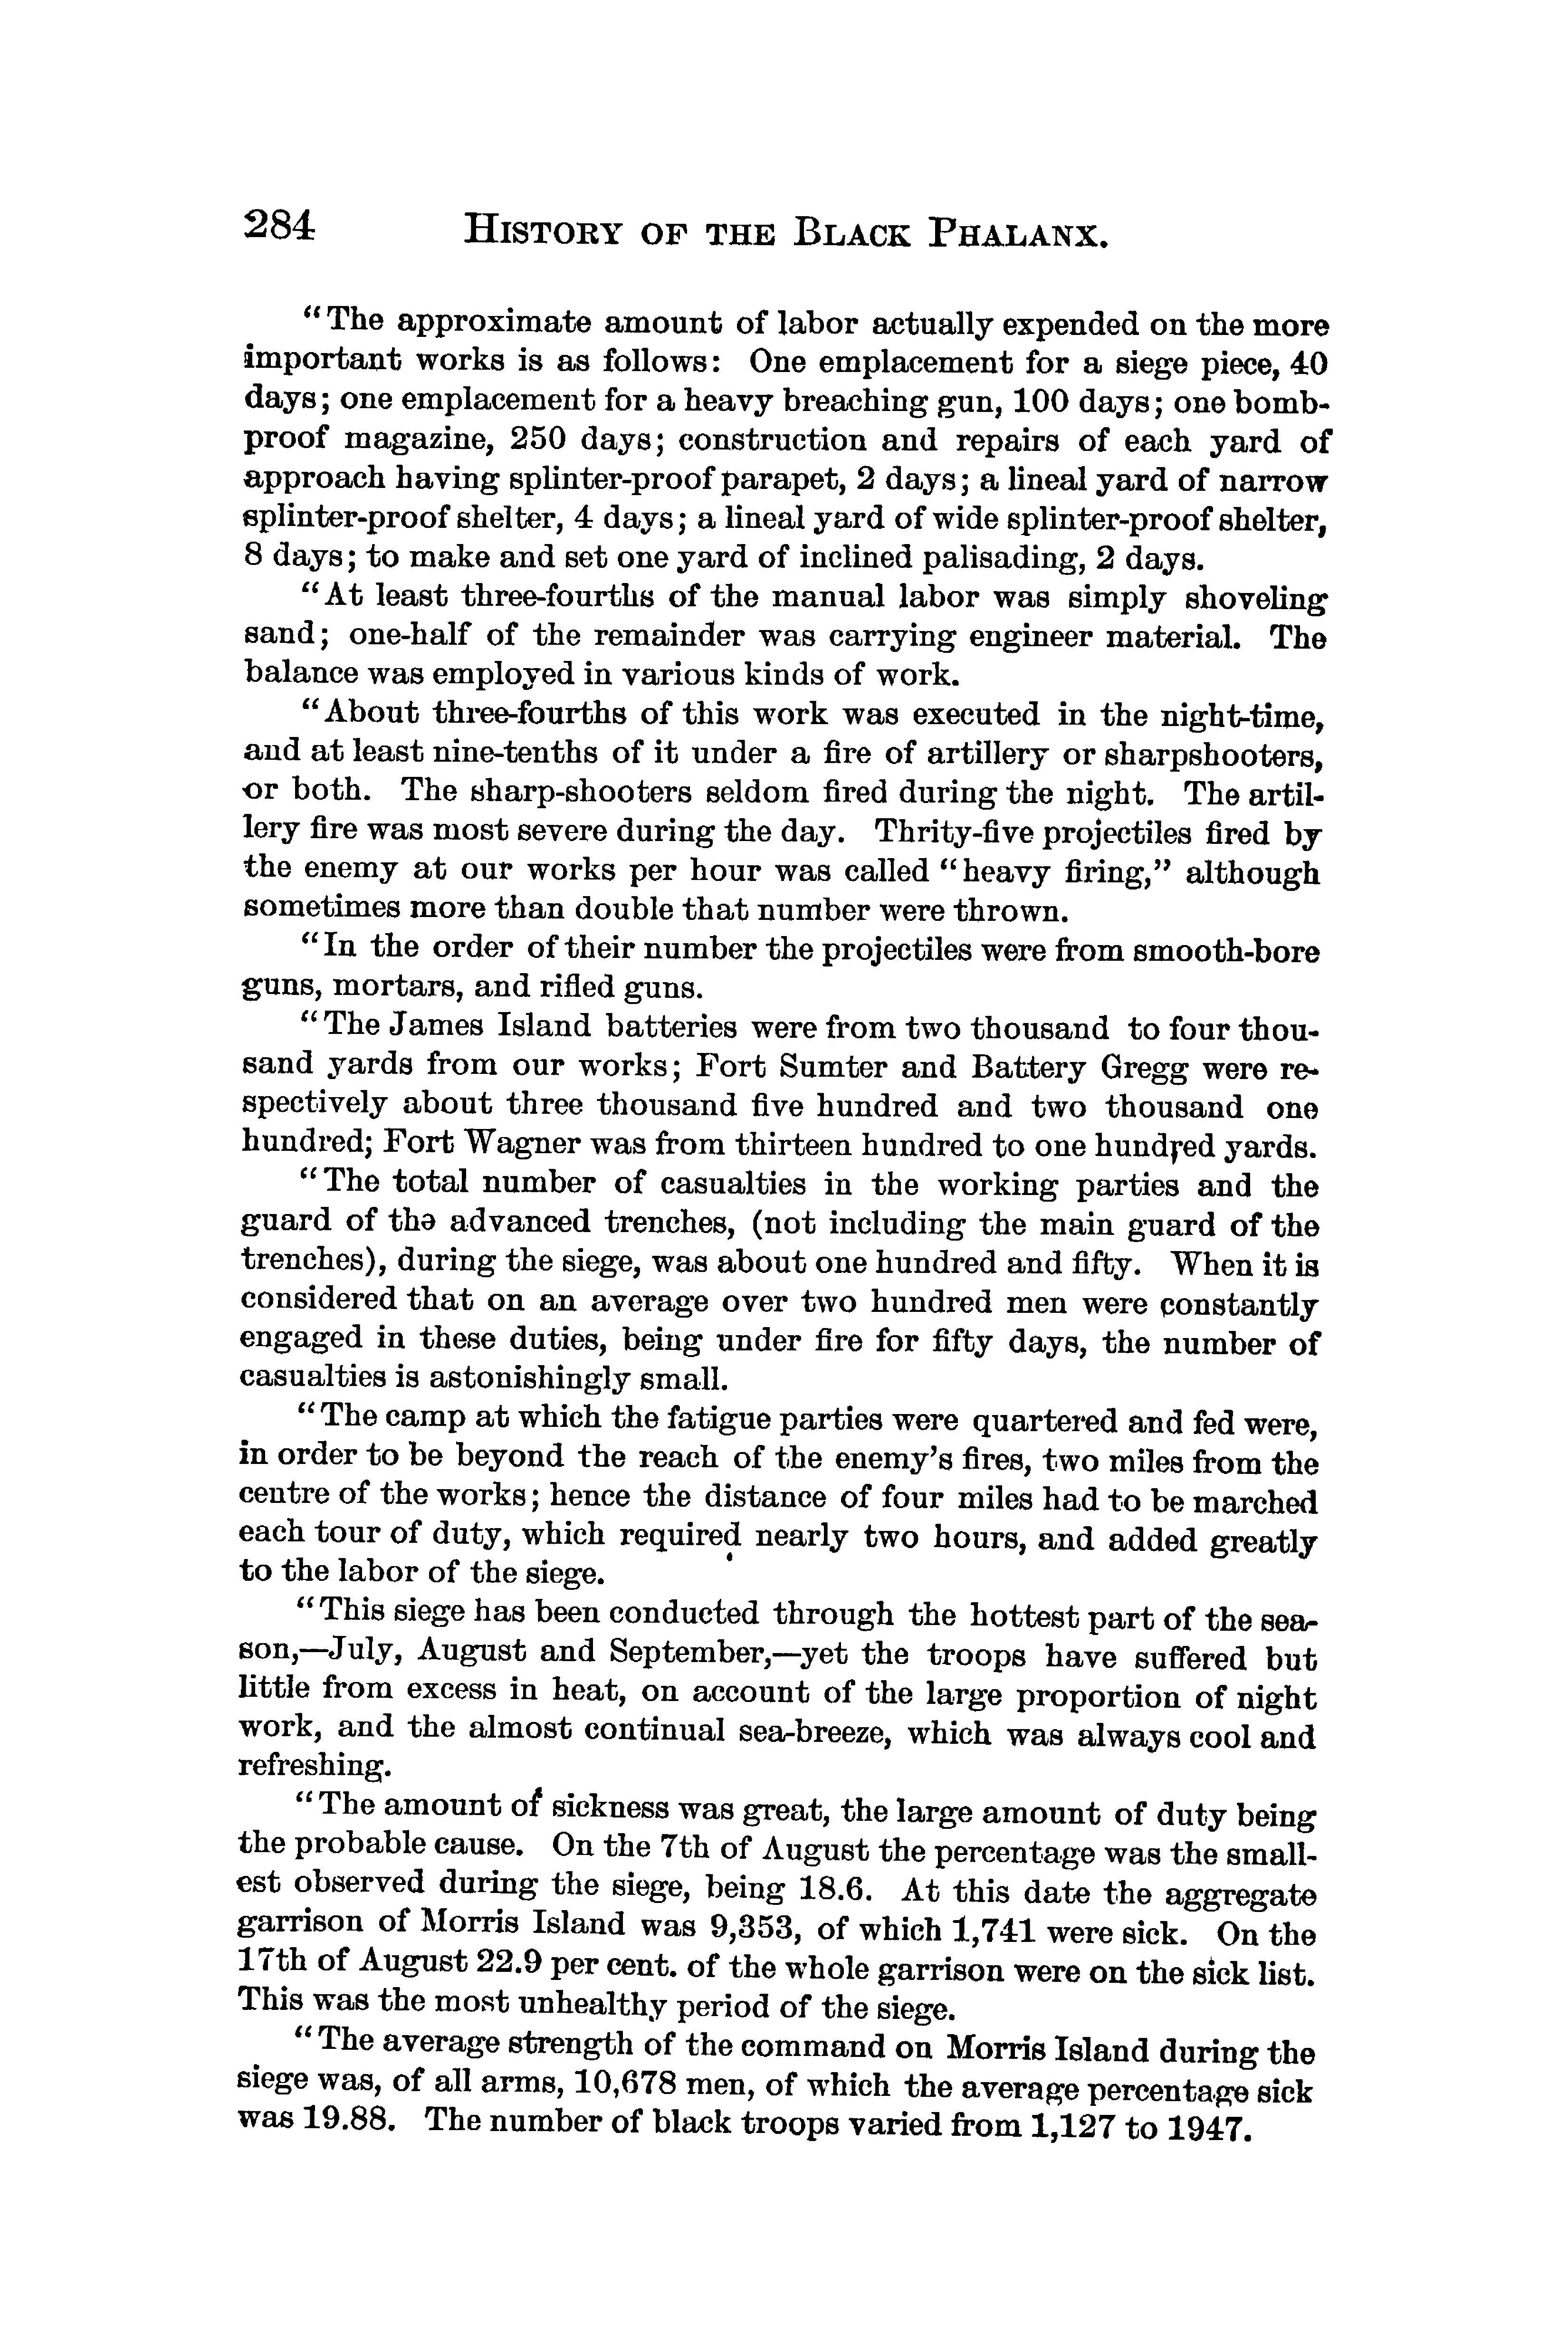 284 HISTORY OF THE BLACK PHALANX.
"The approximate amount of labor actually expended on the more
important works is as follows: One emplacement for a siege piece, 40
days; one emplacement for a heavy breaching gun, 100 days; one bomb-
proof magazine, 250 days; construction and repairs of each yard of
approach having splinter-proof parapet, 2 days; a lineal yard of narrow
splinter-proof shelter, 4 days; a lineal yard of wide splinter-proof shelter,
8 days; to make and set one yard of inclined palisading, 2 days.
"At least three-fourths of the manual labor was simply shoveling
sand; one-half of the remainder was carrying engineer material. The
balance was employed in various kinds of work.
"About three-fourths of this work was executed in the night-time,
and at least nine-tenths of it under a fire of artillery or sharpshooters,
or both. The sharp-shooters seldom fired during the night. The artil-
lery fire was most severe during the day. Thrity-five projectiles fired by
the enemy at our works per hour was called "heavy firing," although
sometimes more than double that number were thrown.
"In the order of their number the projectiles were from smooth-bore
guns, mortars, and rifled guns.
"The James Island batteries were from two thousand to four thou-
sand yards from our works; Fort Sumter and Battery Gregg were re-
spectively about three thousand five hundred and two thousand one
hundred; Fort Wagner was from thirteen hundred to one hundred yards.
"The total number of casualties in the working parties and the
guard of the advanced trenches, (not including the main guard of the
trenches), during the siege, was about one hundred and fifty. When it is
considered that on an average over two hundred men were constantly
engaged in these duties, being under fire for fifty days, the number of
casualties is astonishingly small.
"The camp at which the fatigue parties were quartered and fed were,
in order to be beyond the reach of the enemy's fires, two miles from the
centre of the works; hence the distance of four miles had to be marched
each tour of duty, which required nearly two hours, and added greatly
to the labor of the siege.
"This siege has been conducted through the hottest part of the sea-
son,—July, August and September,—yet the troops have suffered but
little from excess in heat, on account of the large proportion of night
work, and the almost continual sea-breeze, which was always cool and
refreshing.
"The amount of sickness was great, the large amount of duty being
the probable cause. On the 7th of August the percentage was the small-
est observed during the siege, being 18.6. At this date the aggregate
garrison of Morris Island was 9,353, of which 1,741 were sick. On the
17th of August 22.9 per cent. of the whole garrison were on the sick list.
This was the most unhealthy period of the siege.
"The average strength of the command on Morris Island during the
siege was, of all arms, 10,678 men, of which the average percentage sick
was 19.88. The number of black troops varied from 1,127 to 1947.